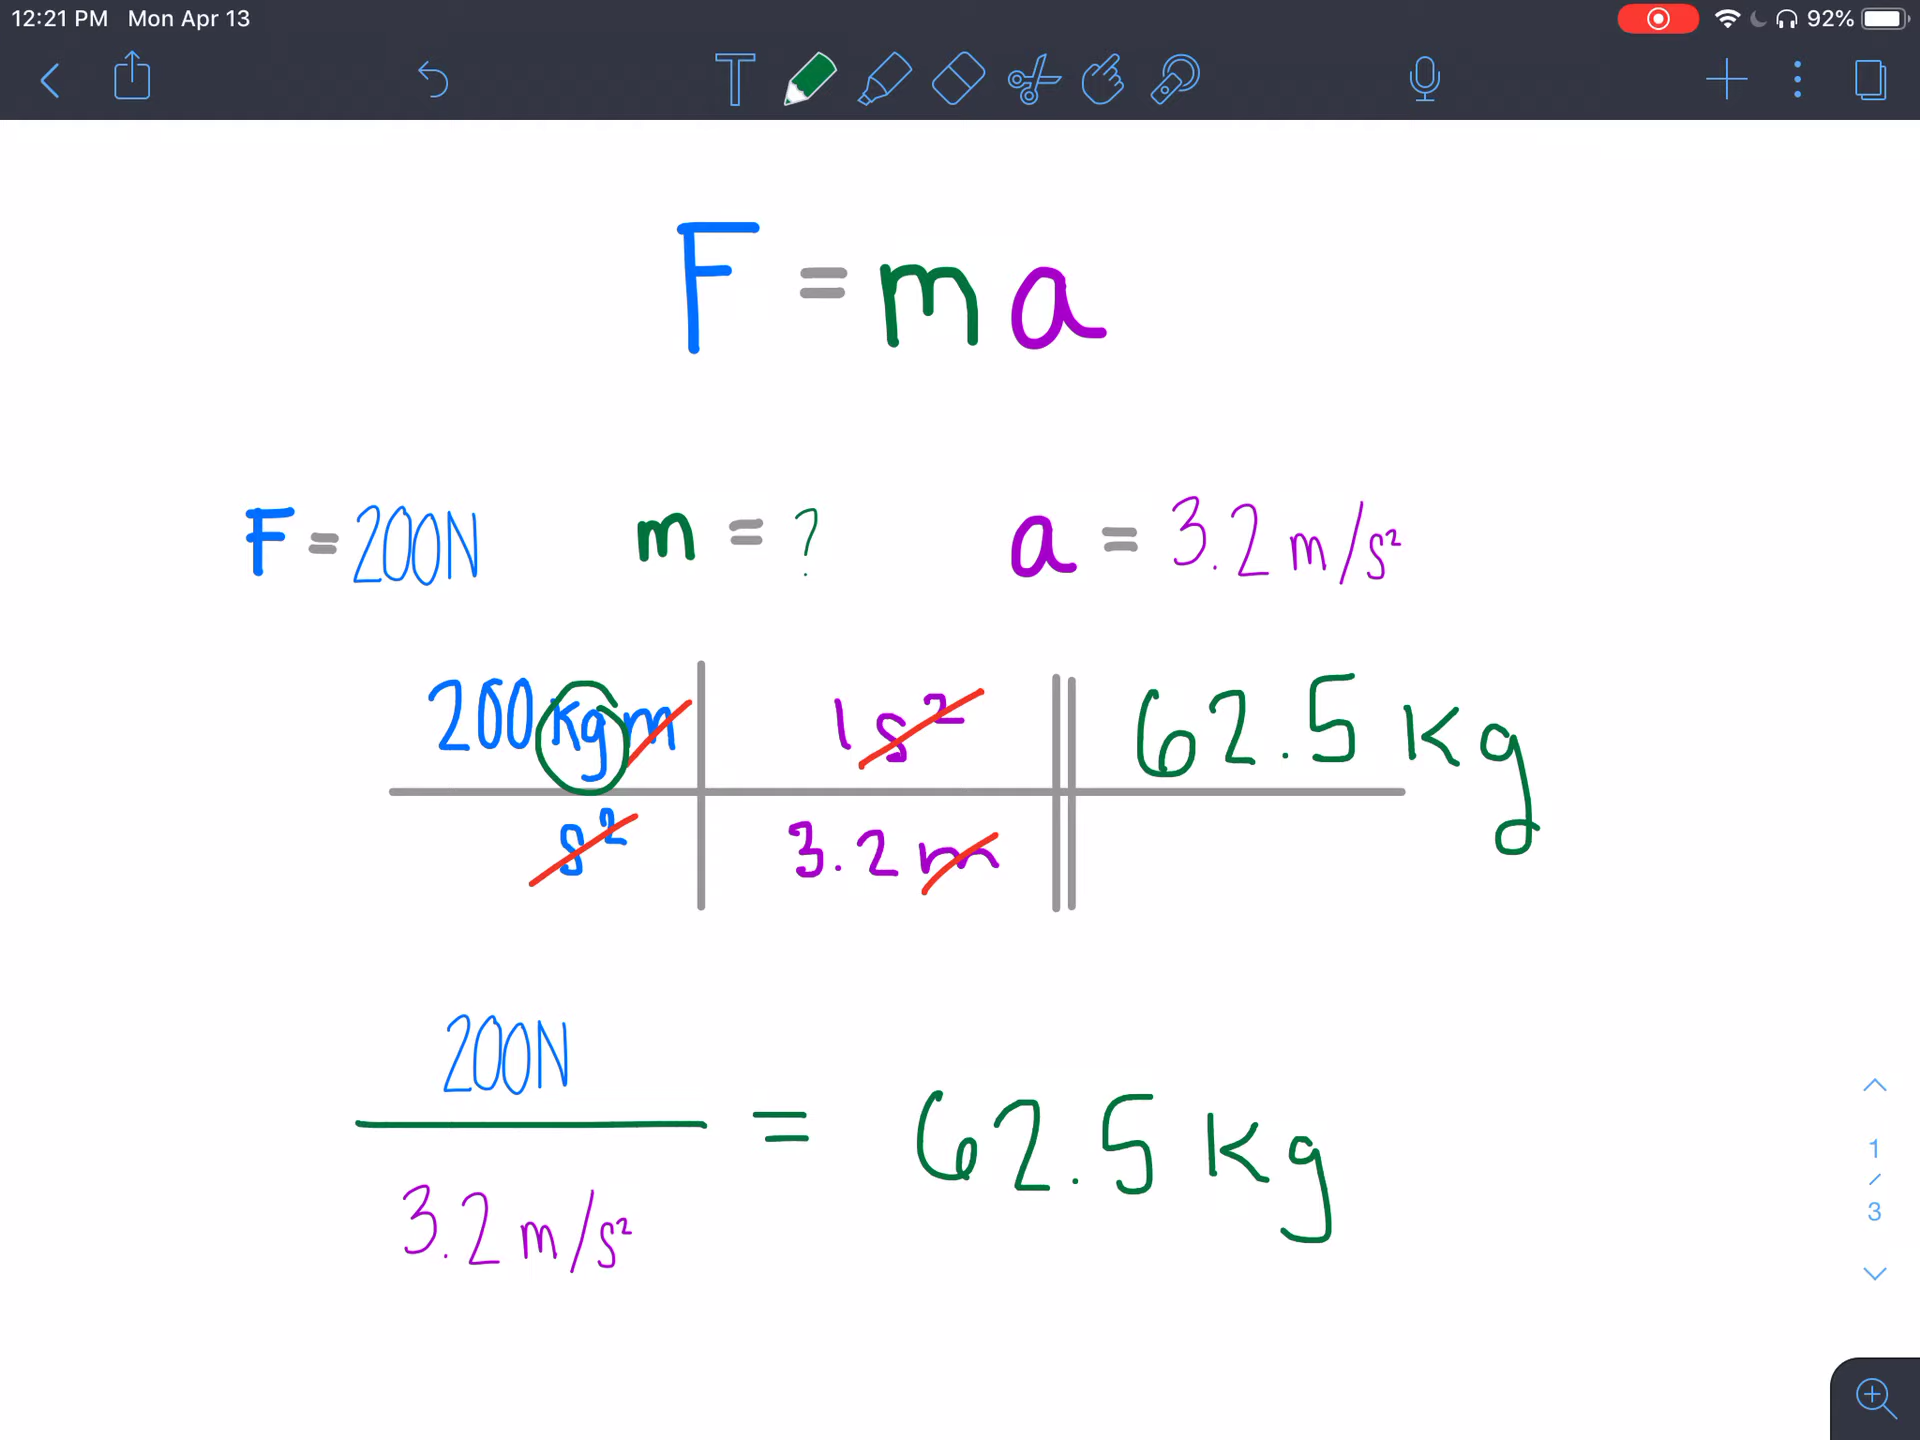 12:21 PM Mon Apr 13 92%
T
F = ma
F = 200N m = ? a = 3.2 m/s²
200 kg m 1 s² 62.5 kg
s² 3.2 m
200N
= 62.5 kg
3.2 m/s²
1
/
3